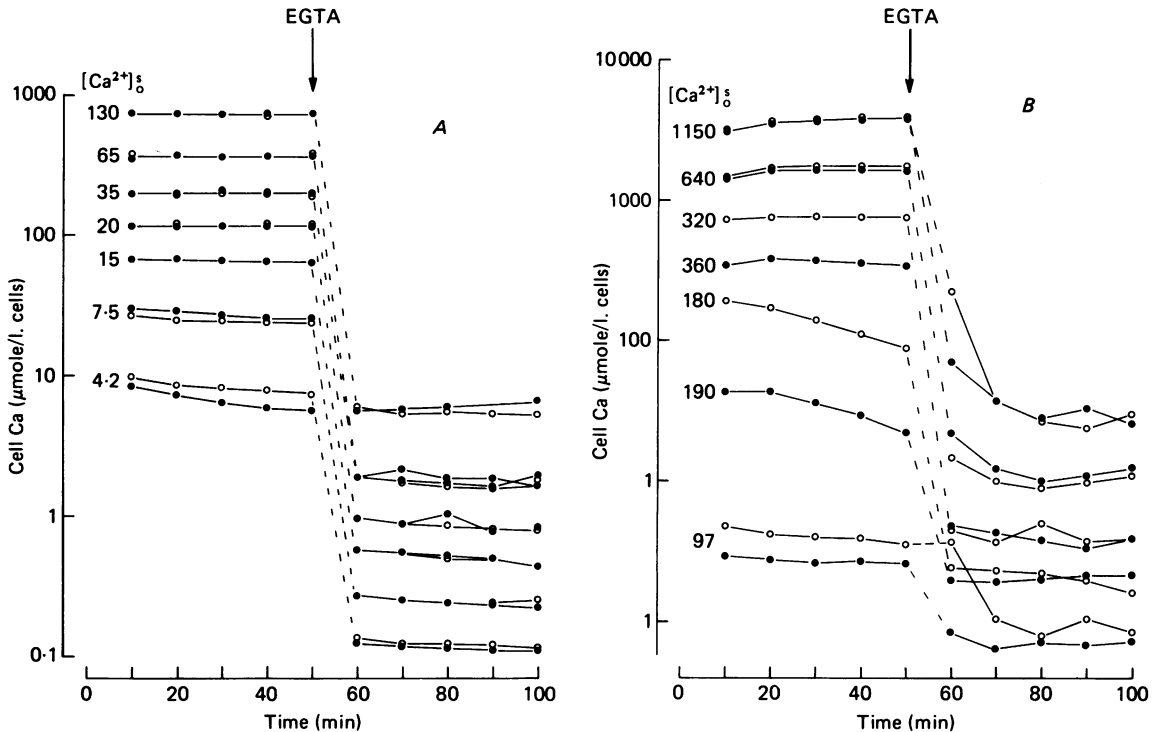 EGTA
[Ca²⁺]ˢₒ
A
1000
100
10
1
0·1
130
65
35
20
15
7·5
4·2
Cell Ca (μmole/l. cells)
0 20 40 60 80 100
Time (min)
EGTA
[Ca²⁺]ˢₒ
B
10000
1000
100
1
1
1150
640
320
360
180
190
97
Cell Ca (μmole/l. cells)
0 20 40 60 80 100
Time (min)